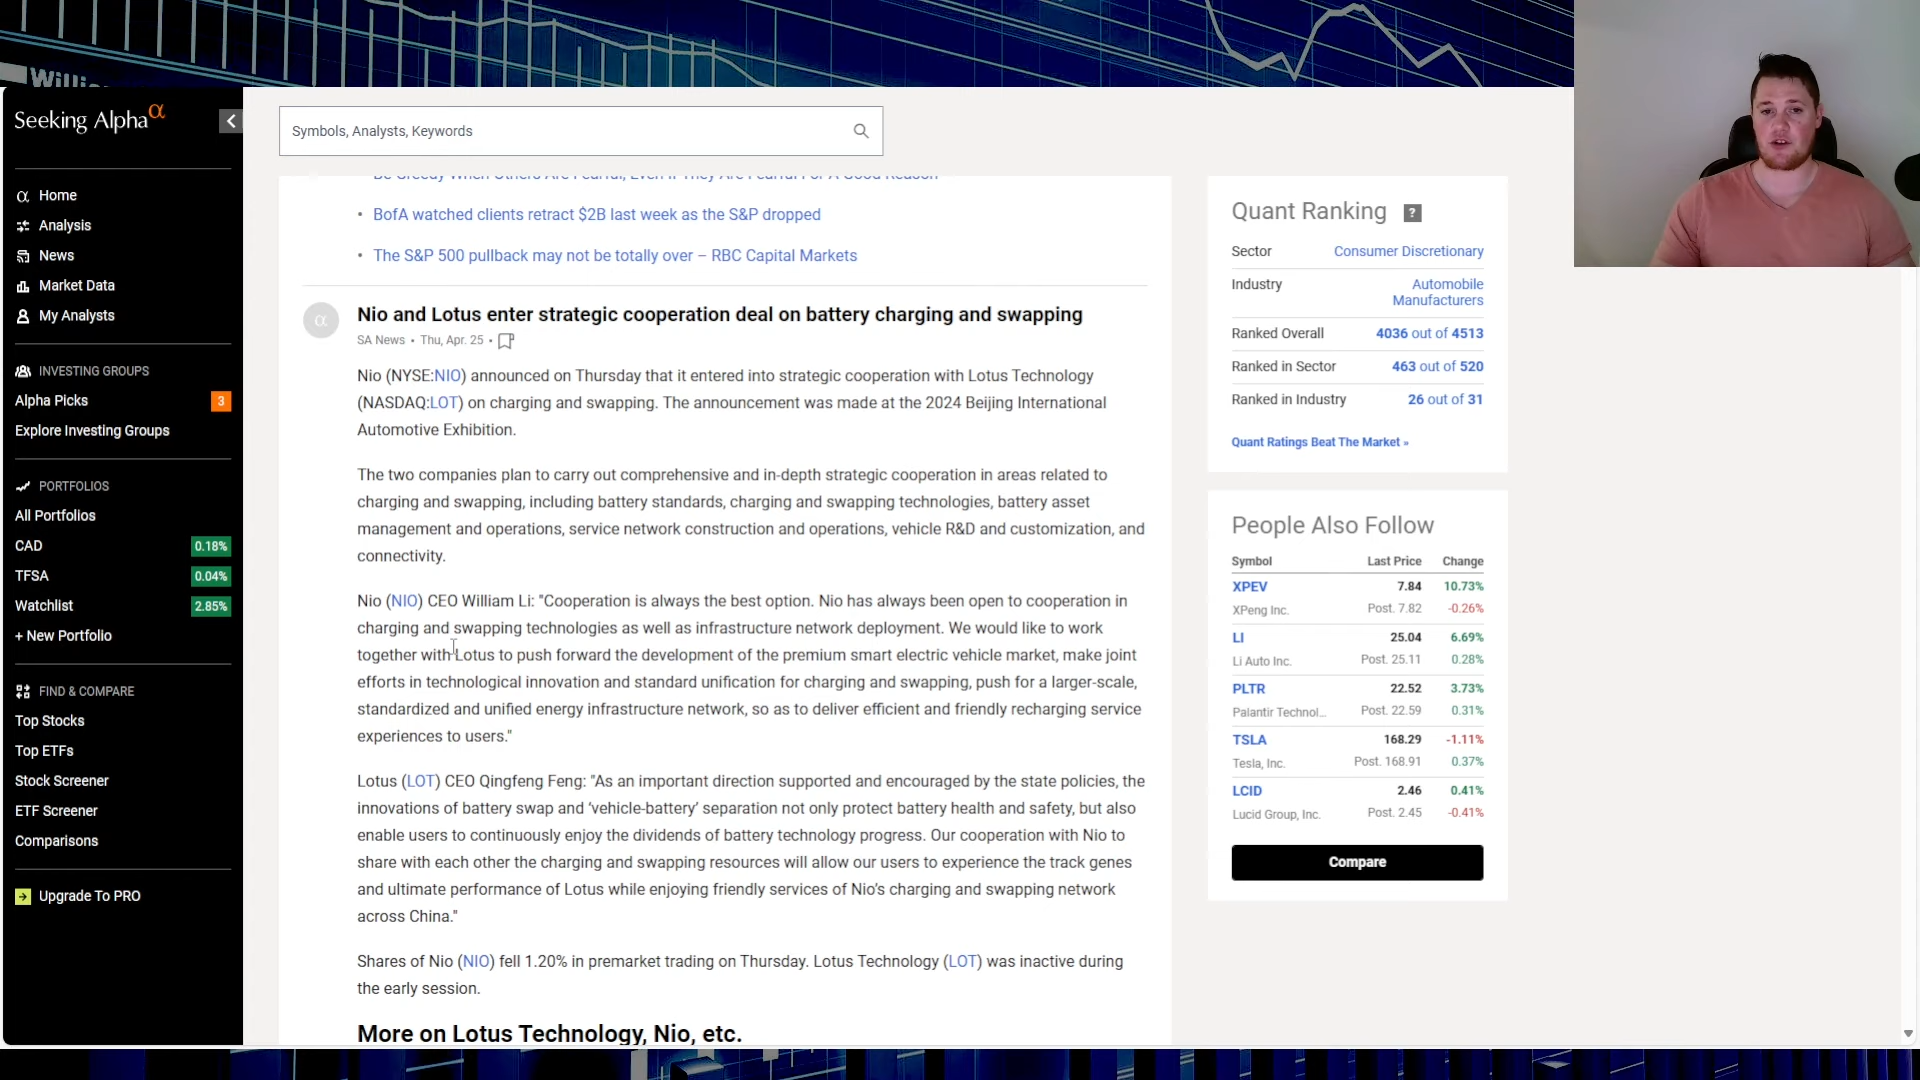 Willi
Seeking Alpha α
Home
Analysis
News
Market Data
My Analysts
INVESTING GROUPS
Alpha Picks 3
Explore Investing Groups
PORTFOLIOS
All Portfolios
CAD 0.18%
TFSA 0.04%
Watchlist 2.85%
+ New Portfolio
FIND & COMPARE
Top Stocks
Top ETFs
Stock Screener
ETF Screener
Comparisons
Upgrade To PRO
Symbols, Analysts, Keywords
Be Greedy When Others Are Fearful, Even If They Are Fearful For A Good Reason
• BofA watched clients retract $2B last week as the S&P dropped
• The S&P 500 pullback may not be totally over – RBC Capital Markets
Nio and Lotus enter strategic cooperation deal on battery charging and swapping
SA News • Thu, Apr. 25 •
Nio (NYSE:NIO) announced on Thursday that it entered into strategic cooperation with Lotus Technology
(NASDAQ:LOT) on charging and swapping. The announcement was made at the 2024 Beijing International
Automotive Exhibition.
The two companies plan to carry out comprehensive and in-depth strategic cooperation in areas related to
charging and swapping, including battery standards, charging and swapping technologies, battery asset
management and operations, service network construction and operations, vehicle R&D and customization, and
connectivity.
Nio (NIO) CEO William Li: "Cooperation is always the best option. Nio has always been open to cooperation in
charging and swapping technologies as well as infrastructure network deployment. We would like to work
together with Lotus to push forward the development of the premium smart electric vehicle market, make joint
efforts in technological innovation and standard unification for charging and swapping, push for a larger-scale,
standardized and unified energy infrastructure network, so as to deliver efficient and friendly recharging service
experiences to users."
Lotus (LOT) CEO Qingfeng Feng: "As an important direction supported and encouraged by the state policies, the
innovations of battery swap and ‘vehicle-battery’ separation not only protect battery health and safety, but also
enable users to continuously enjoy the dividends of battery technology progress. Our cooperation with Nio to
share with each other the charging and swapping resources will allow our users to experience the track genes
and ultimate performance of Lotus while enjoying friendly services of Nio’s charging and swapping network
across China."
Shares of Nio (NIO) fell 1.20% in premarket trading on Thursday. Lotus Technology (LOT) was inactive during
the early session.
More on Lotus Technology, Nio, etc.
Quant Ranking ?
Sector Consumer Discretionary
Industry Automobile
Manufacturers
Ranked Overall 4036 out of 4513
Ranked in Sector 463 out of 520
Ranked in Industry 26 out of 31
Quant Ratings Beat The Market »
People Also Follow
Symbol Last Price Change
XPEV 7.84 10.73%
XPeng Inc. Post. 7.82 -0.26%
LI 25.04 6.69%
Li Auto Inc. Post. 25.11 0.28%
PLTR 22.52 3.73%
Palantir Technol... Post. 22.59 0.31%
TSLA 168.29 -1.11%
Tesla, Inc. Post. 168.91 0.37%
LCID 2.46 0.41%
Lucid Group, Inc. Post. 2.45 -0.41%
Compare